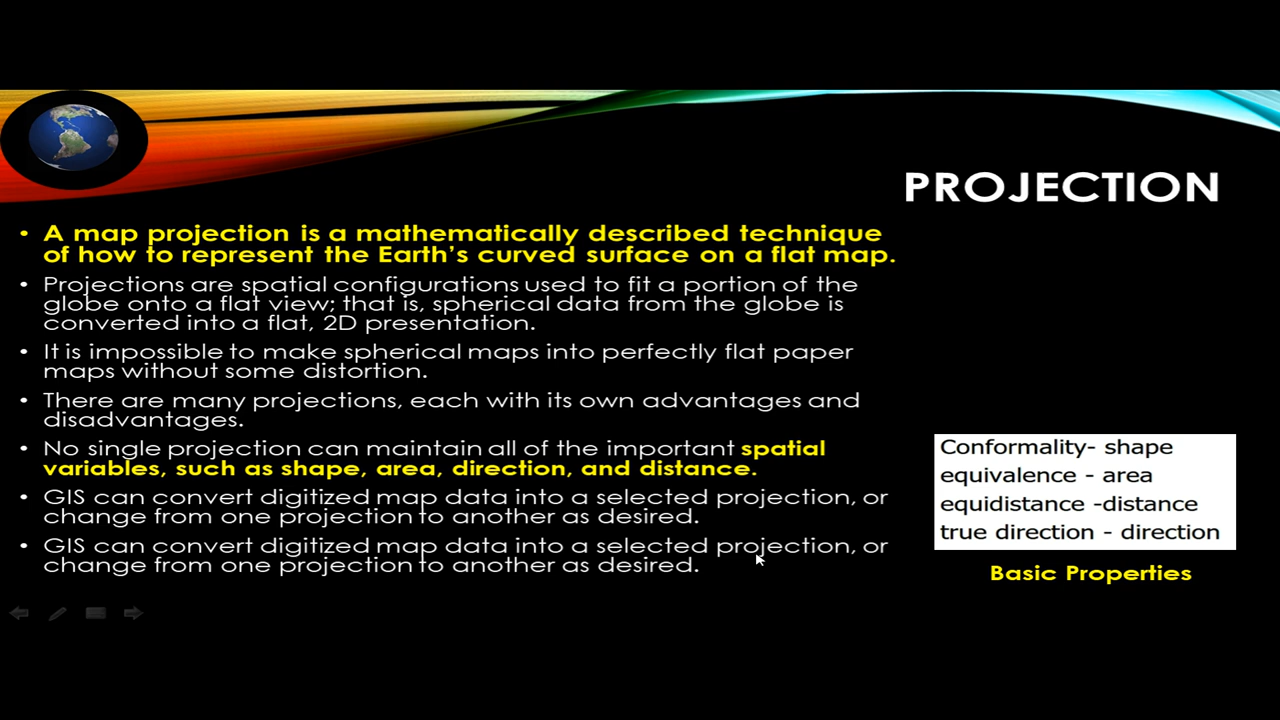 PROJECTION
• A map projection is a mathematically described technique
of how to represent the Earth's curved surface on a flat map.
• Projections are spatial configurations used to fit a portion of the
globe onto a flat view; that is, spherical data from the globe is
converted into a flat, 2D presentation.
• It is impossible to make spherical maps into perfectly flat paper
maps without some distortion.
• There are many projections, each with its own advantages and
disadvantages.
• No single projection can maintain all of the important spatial
variables, such as shape, area, direction, and distance.
• GIS can convert digitized map data into a selected projection, or
change from one projection to another as desired.
• GIS can convert digitized map data into a selected projection, or
change from one projection to another as desired.
Conformality- shape
equivalence - area
equidistance -distance
true direction - direction
Basic Properties